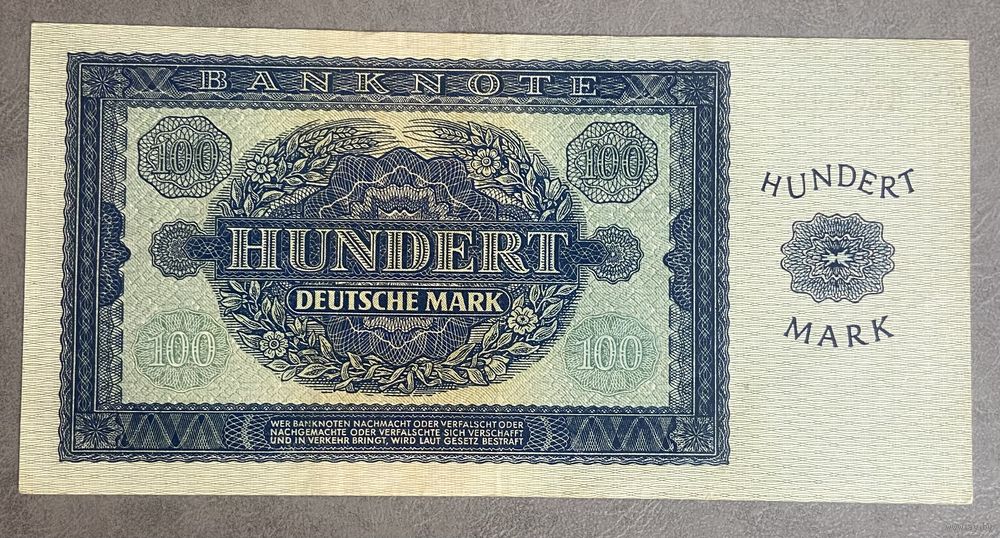 BANKNOTE
100 100
HUNDERT
DEUTSCHE MARK
100 100
WER BANKNOTEN NACHMACHT ODER VERFÄLSCHT ODER
NACHGEMACHTE ODER VERFÄLSCHTE SICH VERSCHAFFT
UND IN VERKEHR BRINGT, WIRD LAUT GESETZ BESTRAFT
HUNDERT
MARK